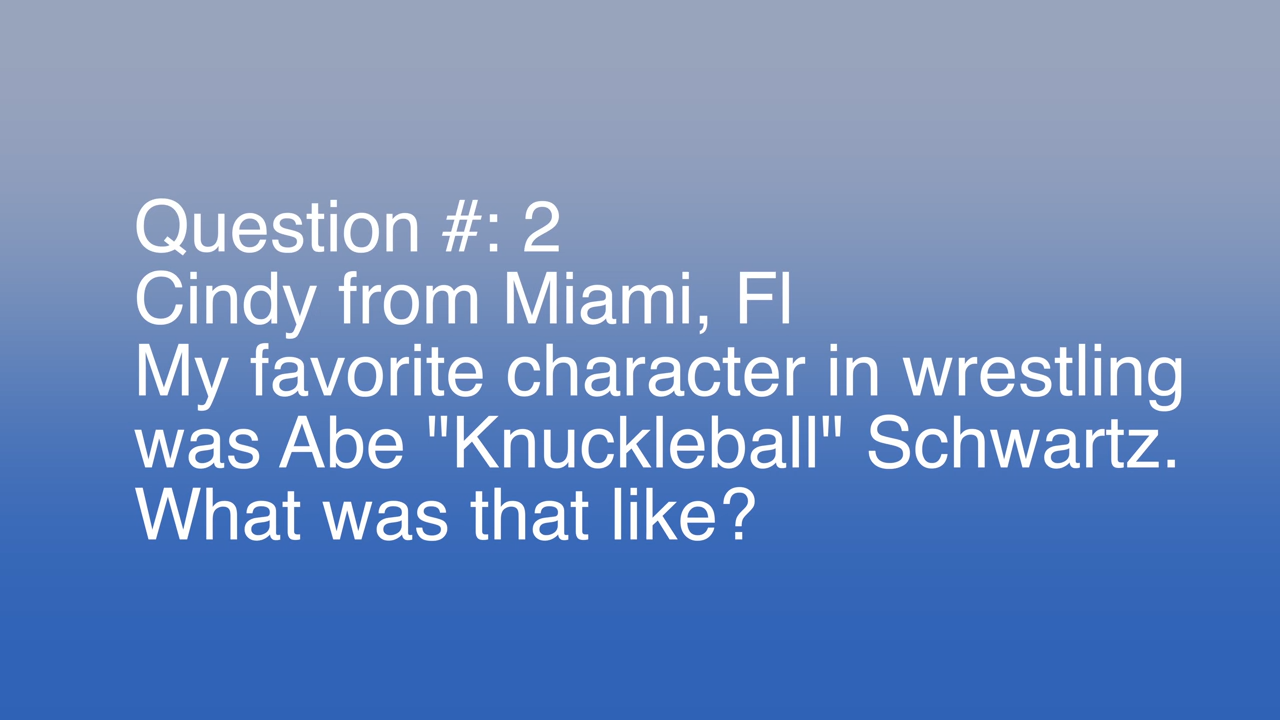 Question #: 2
Cindy from Miami, Fl
My favorite character in wrestling
was Abe "Knuckleball" Schwartz.
What was that like?